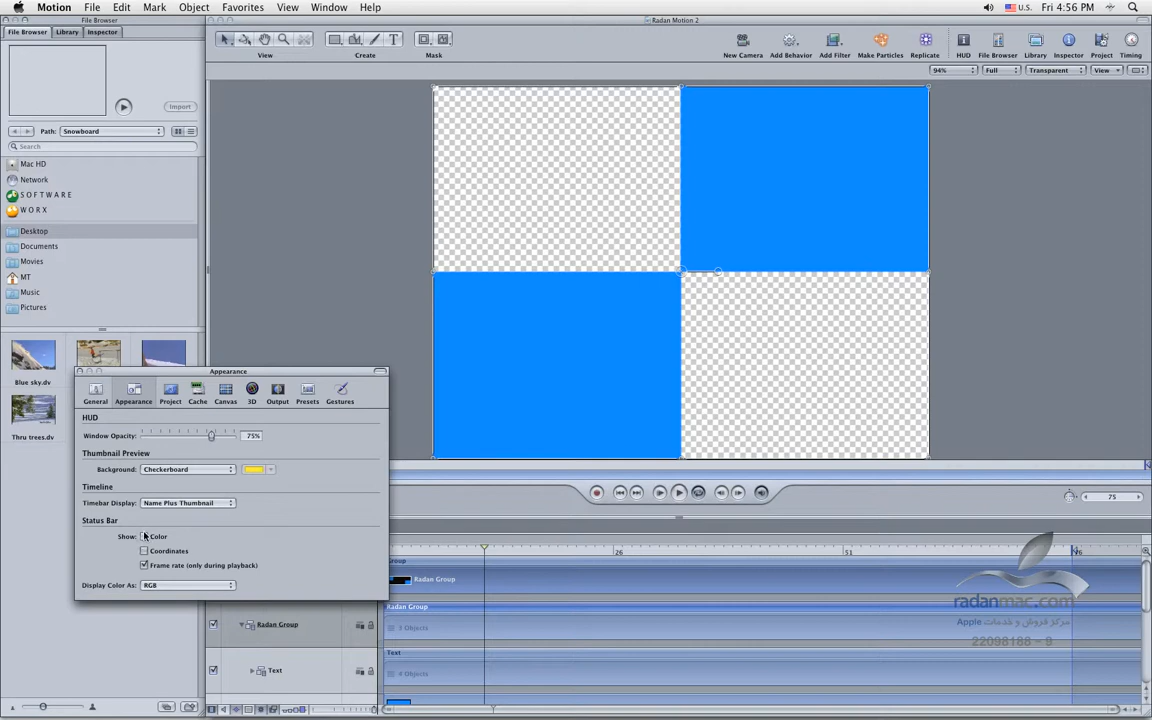 Motion File Edit Mark Object Favorites View Window Help
U.S. Fri 4:56 PM
File Browser
Radan Motion 2
File Browser Library Inspector
View
Create
Mask
New Camera Add Behavior Add Filter Make Particles Replicate HUD File Browser Library Inspector Project Timing
94% Full Transparent View
Import
Path: Snowboard
Search
Mac HD
Network
S O F T W A R E
W O R X
Desktop
Documents
Movies
MT
Music
Pictures
Blue sky.dv
Thru trees.dv
Appearance
General Appearance Project Cache Canvas 3D Output Presets Gestures
HUD
Window Opacity: 75%
Thumbnail Preview
Background: Checkerboard
Timeline
Timebar Display: Name Plus Thumbnail
Status Bar
Show: Color
Coordinates
Frame rate (only during playback)
Display Color As: RGB
75
26 51 76
Group
Radan Group
Radan Group
3 Objects
Radan Group
Text
4 Objects
Text
radanmac.com
مرکز فروش و خدمات Apple
22098188 - 9